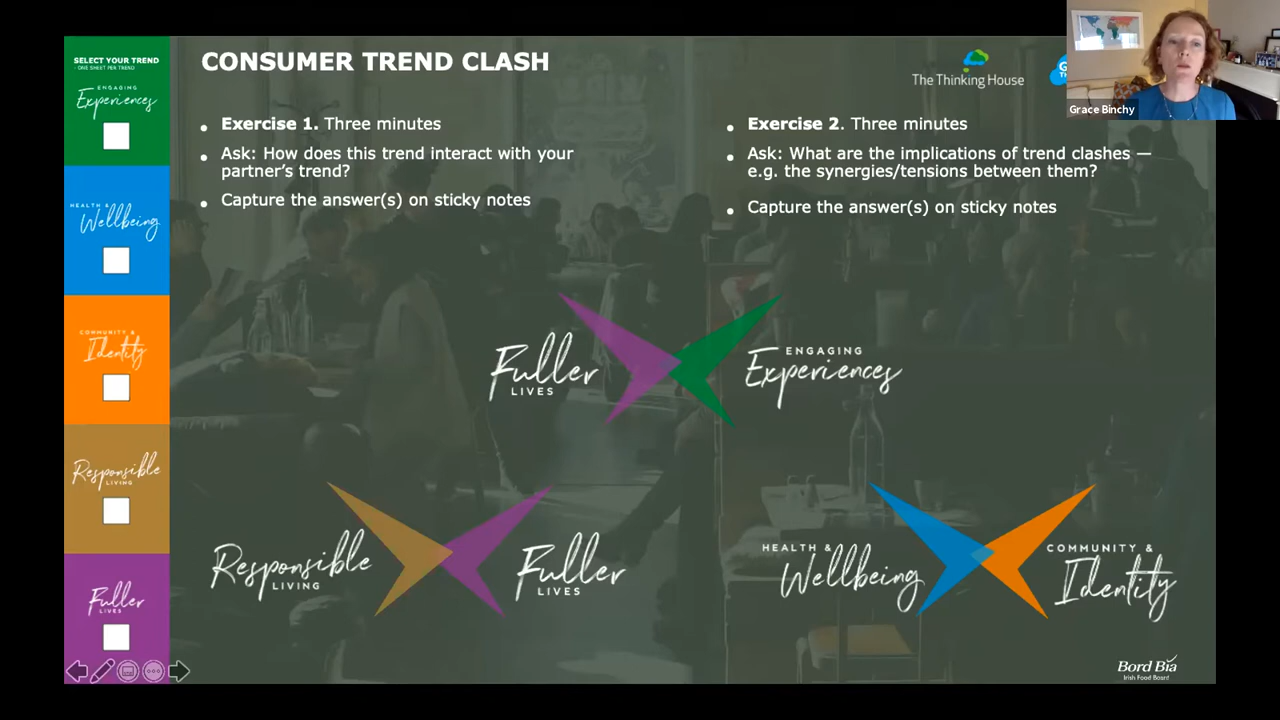 SELECT YOUR TREND
- ONE SHEET PER TREND
ENGAGING
Experiences
HEALTH &
Wellbeing
COMMUNITY &
Identity
Responsible
LIVING
Fuller
LIVES
CONSUMER TREND CLASH
• Exercise 1. Three minutes
• Ask: How does this trend interact with your
partner's trend?
• Capture the answer(s) on sticky notes
The Thinking House
Grace Binchy
• Exercise 2. Three minutes
• Ask: What are the implications of trend clashes —
e.g. the synergies/tensions between them?
• Capture the answer(s) on sticky notes
Fuller
LIVES
ENGAGING
Experiences
Responsible
LIVING
Fuller
LIVES
HEALTH &
Wellbeing
COMMUNITY &
Identity
Bord Bia
Irish Food Board